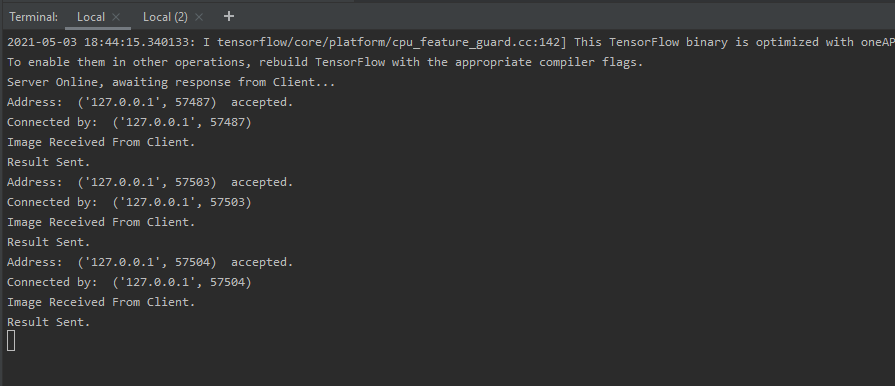 Terminal: Local × Local (2) × +
2021-05-03 18:44:15.340133: I tensorflow/core/platform/cpu_feature_guard.cc:142] This TensorFlow binary is optimized with oneAP
To enable them in other operations, rebuild TensorFlow with the appropriate compiler flags.
Server Online, awaiting response from Client...
Address:  ('127.0.0.1', 57487)  accepted.
Connected by:  ('127.0.0.1', 57487)
Image Received From Client.
Result Sent.
Address:  ('127.0.0.1', 57503)  accepted.
Connected by:  ('127.0.0.1', 57503)
Image Received From Client.
Result Sent.
Address:  ('127.0.0.1', 57504)  accepted.
Connected by:  ('127.0.0.1', 57504)
Image Received From Client.
Result Sent.